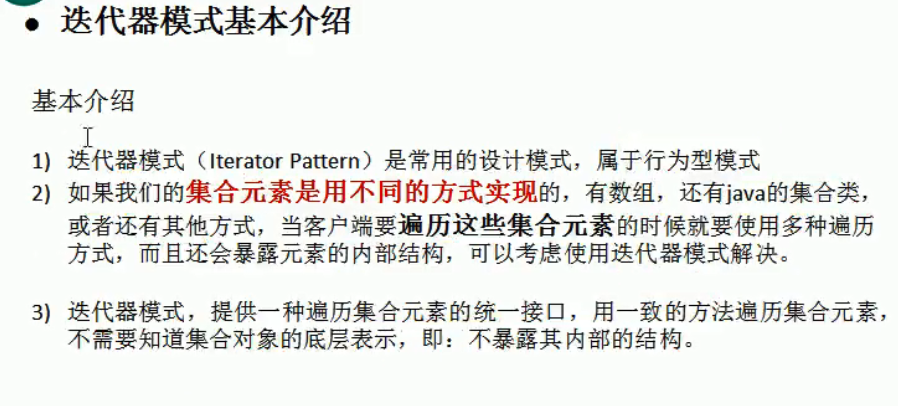 ● 迭代器模式基本介绍
基本介绍
1) 迭代器模式（Iterator Pattern）是常用的设计模式，属于行为型模式
2) 如果我们的集合元素是用不同的方式实现的，有数组，还有java的集合类，
或者还有其他方式，当客户端要遍历这些集合元素的时候就要使用多种遍历
方式，而且还会暴露元素的内部结构，可以考虑使用迭代器模式解决。
3) 迭代器模式，提供一种遍历集合元素的统一接口，用一致的方法遍历集合元素，
不需要知道集合对象的底层表示，即：不暴露其内部的结构。